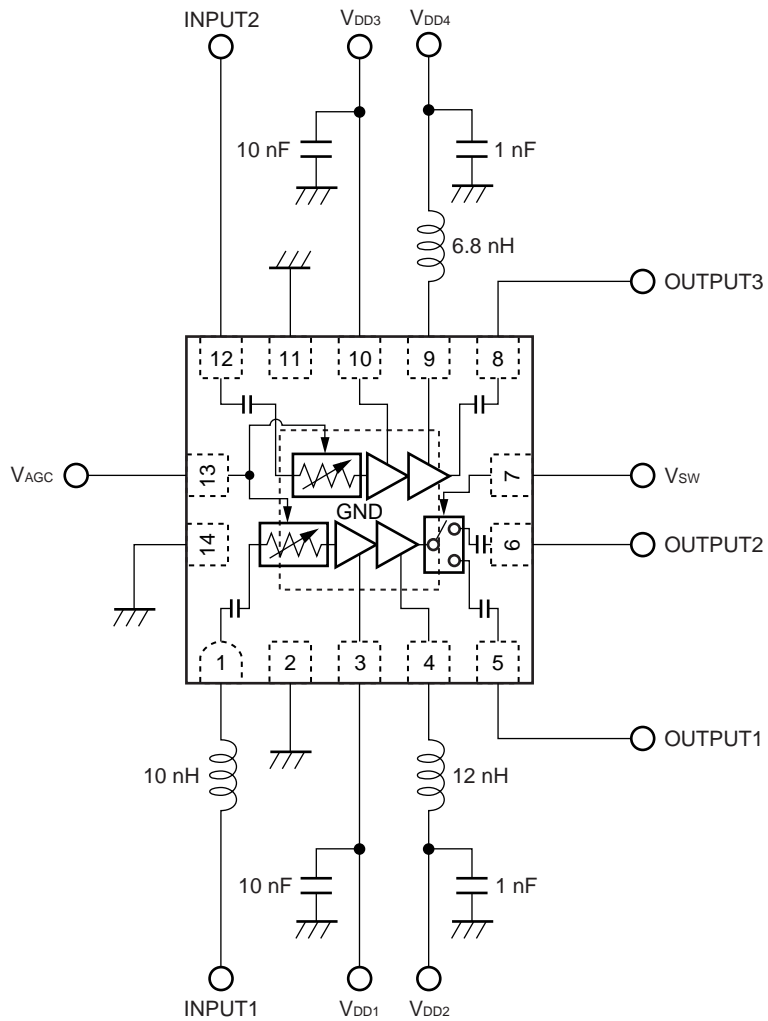 INPUT2
VDD3
VDD4
10 nF
1 nF
6.8 nH
OUTPUT3
12
11
10
9
8
VAGC
13
7
VSW
GND
14
6
OUTPUT2
1
2
3
4
5
OUTPUT1
10 nH
12 nH
10 nF
1 nF
INPUT1
VDD1
VDD2